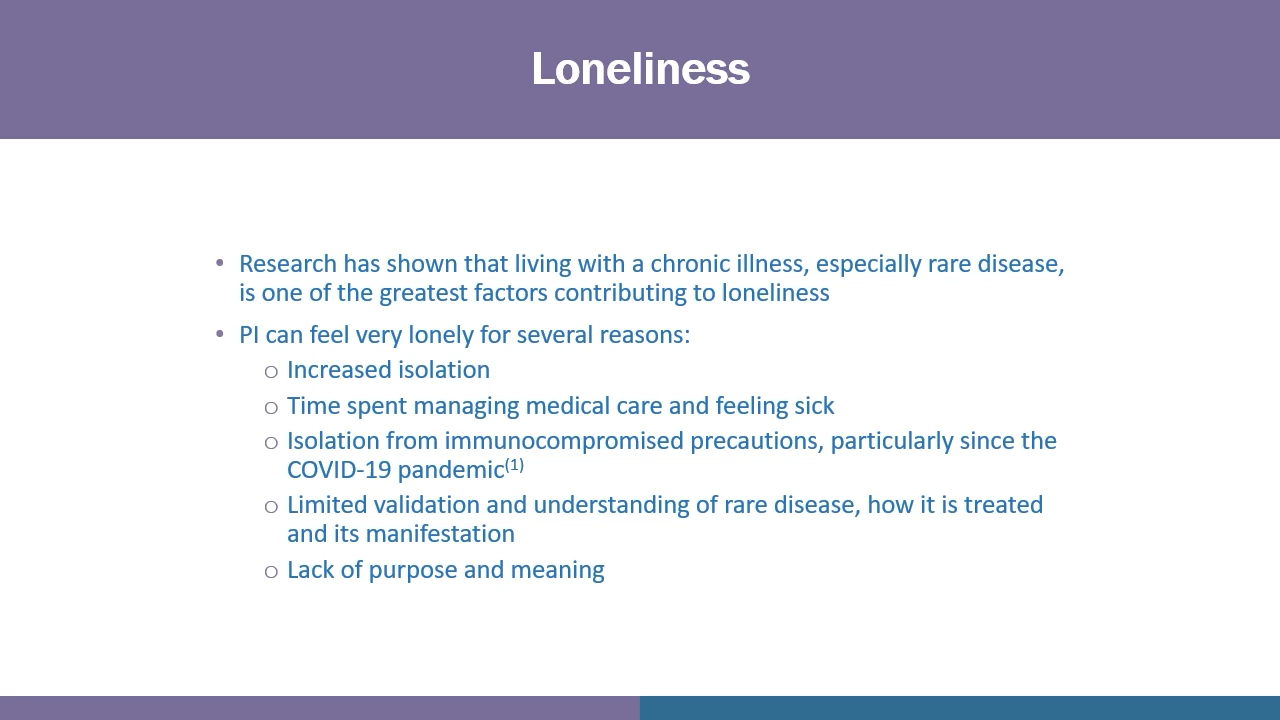 Loneliness
• Research has shown that living with a chronic illness, especially rare disease,
is one of the greatest factors contributing to loneliness
• PI can feel very lonely for several reasons:
o Increased isolation
o Time spent managing medical care and feeling sick
o Isolation from immunocompromised precautions, particularly since the
COVID-19 pandemic(1)
o Limited validation and understanding of rare disease, how it is treated
and its manifestation
o Lack of purpose and meaning